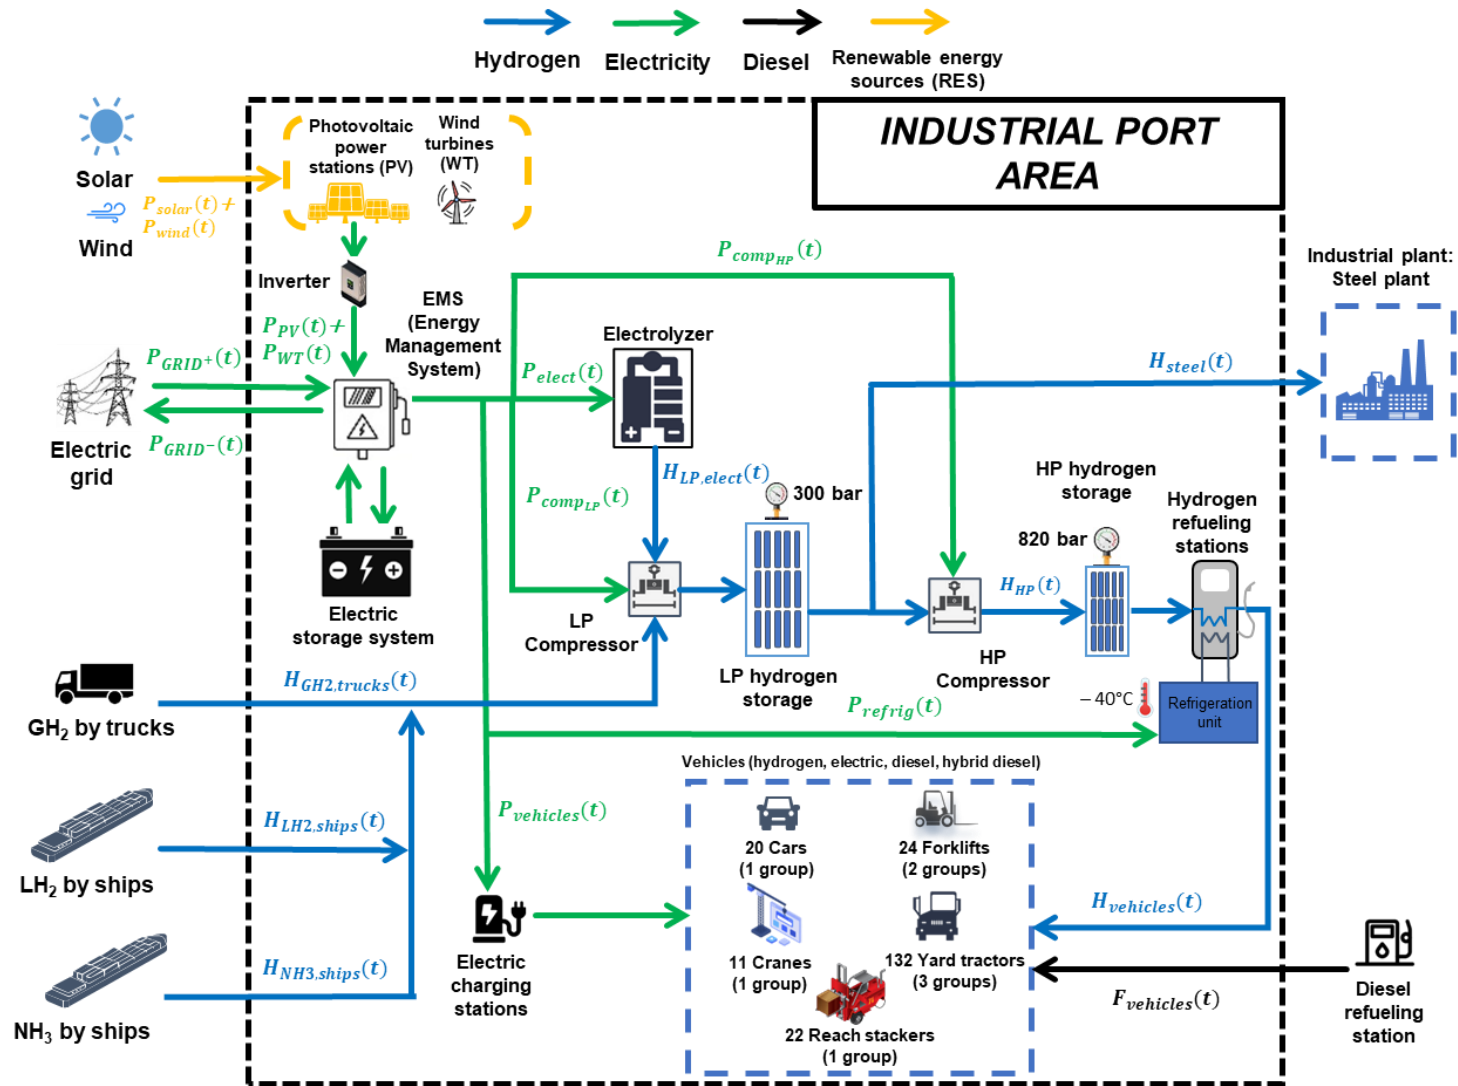 Hydrogen
Electricity
Diesel
Renewable energy
sources (RES)
INDUSTRIAL PORT
AREA
Photovoltaic
power
stations (PV)
Wind
turbines
(WT)
Solar
P_solar(t)+
P_wind(t)
Wind
Inverter
P_PV(t)+
P_WT(t)
EMS
(Energy
Management
System)
P_compHP(t)
Industrial plant:
Steel plant
Electrolyzer
P_GRID+(t)
P_GRID−(t)
Electric
grid
P_elect(t)
H_steel(t)
H_LP,elect(t)
P_compLP(t)
300 bar
HP hydrogen
storage
820 bar
Hydrogen
refueling
stations
Electric
storage system
LP
Compressor
LP hydrogen
storage
H_HP(t)
HP
Compressor
H_GH2,trucks(t)
GH₂ by trucks
P_refrig(t)
−40°C
Refrigeration
unit
Vehicles (hydrogen, electric, diesel, hybrid diesel)
H_LH2,ships(t)
LH₂ by ships
P_vehicles(t)
20 Cars
(1 group)
24 Forklifts
(2 groups)
H_vehicles(t)
H_NH3,ships(t)
NH₃ by ships
Electric
charging
stations
11 Cranes
(1 group)
132 Yard tractors
(3 groups)
22 Reach stackers
(1 group)
F_vehicles(t)
Diesel
refueling
station